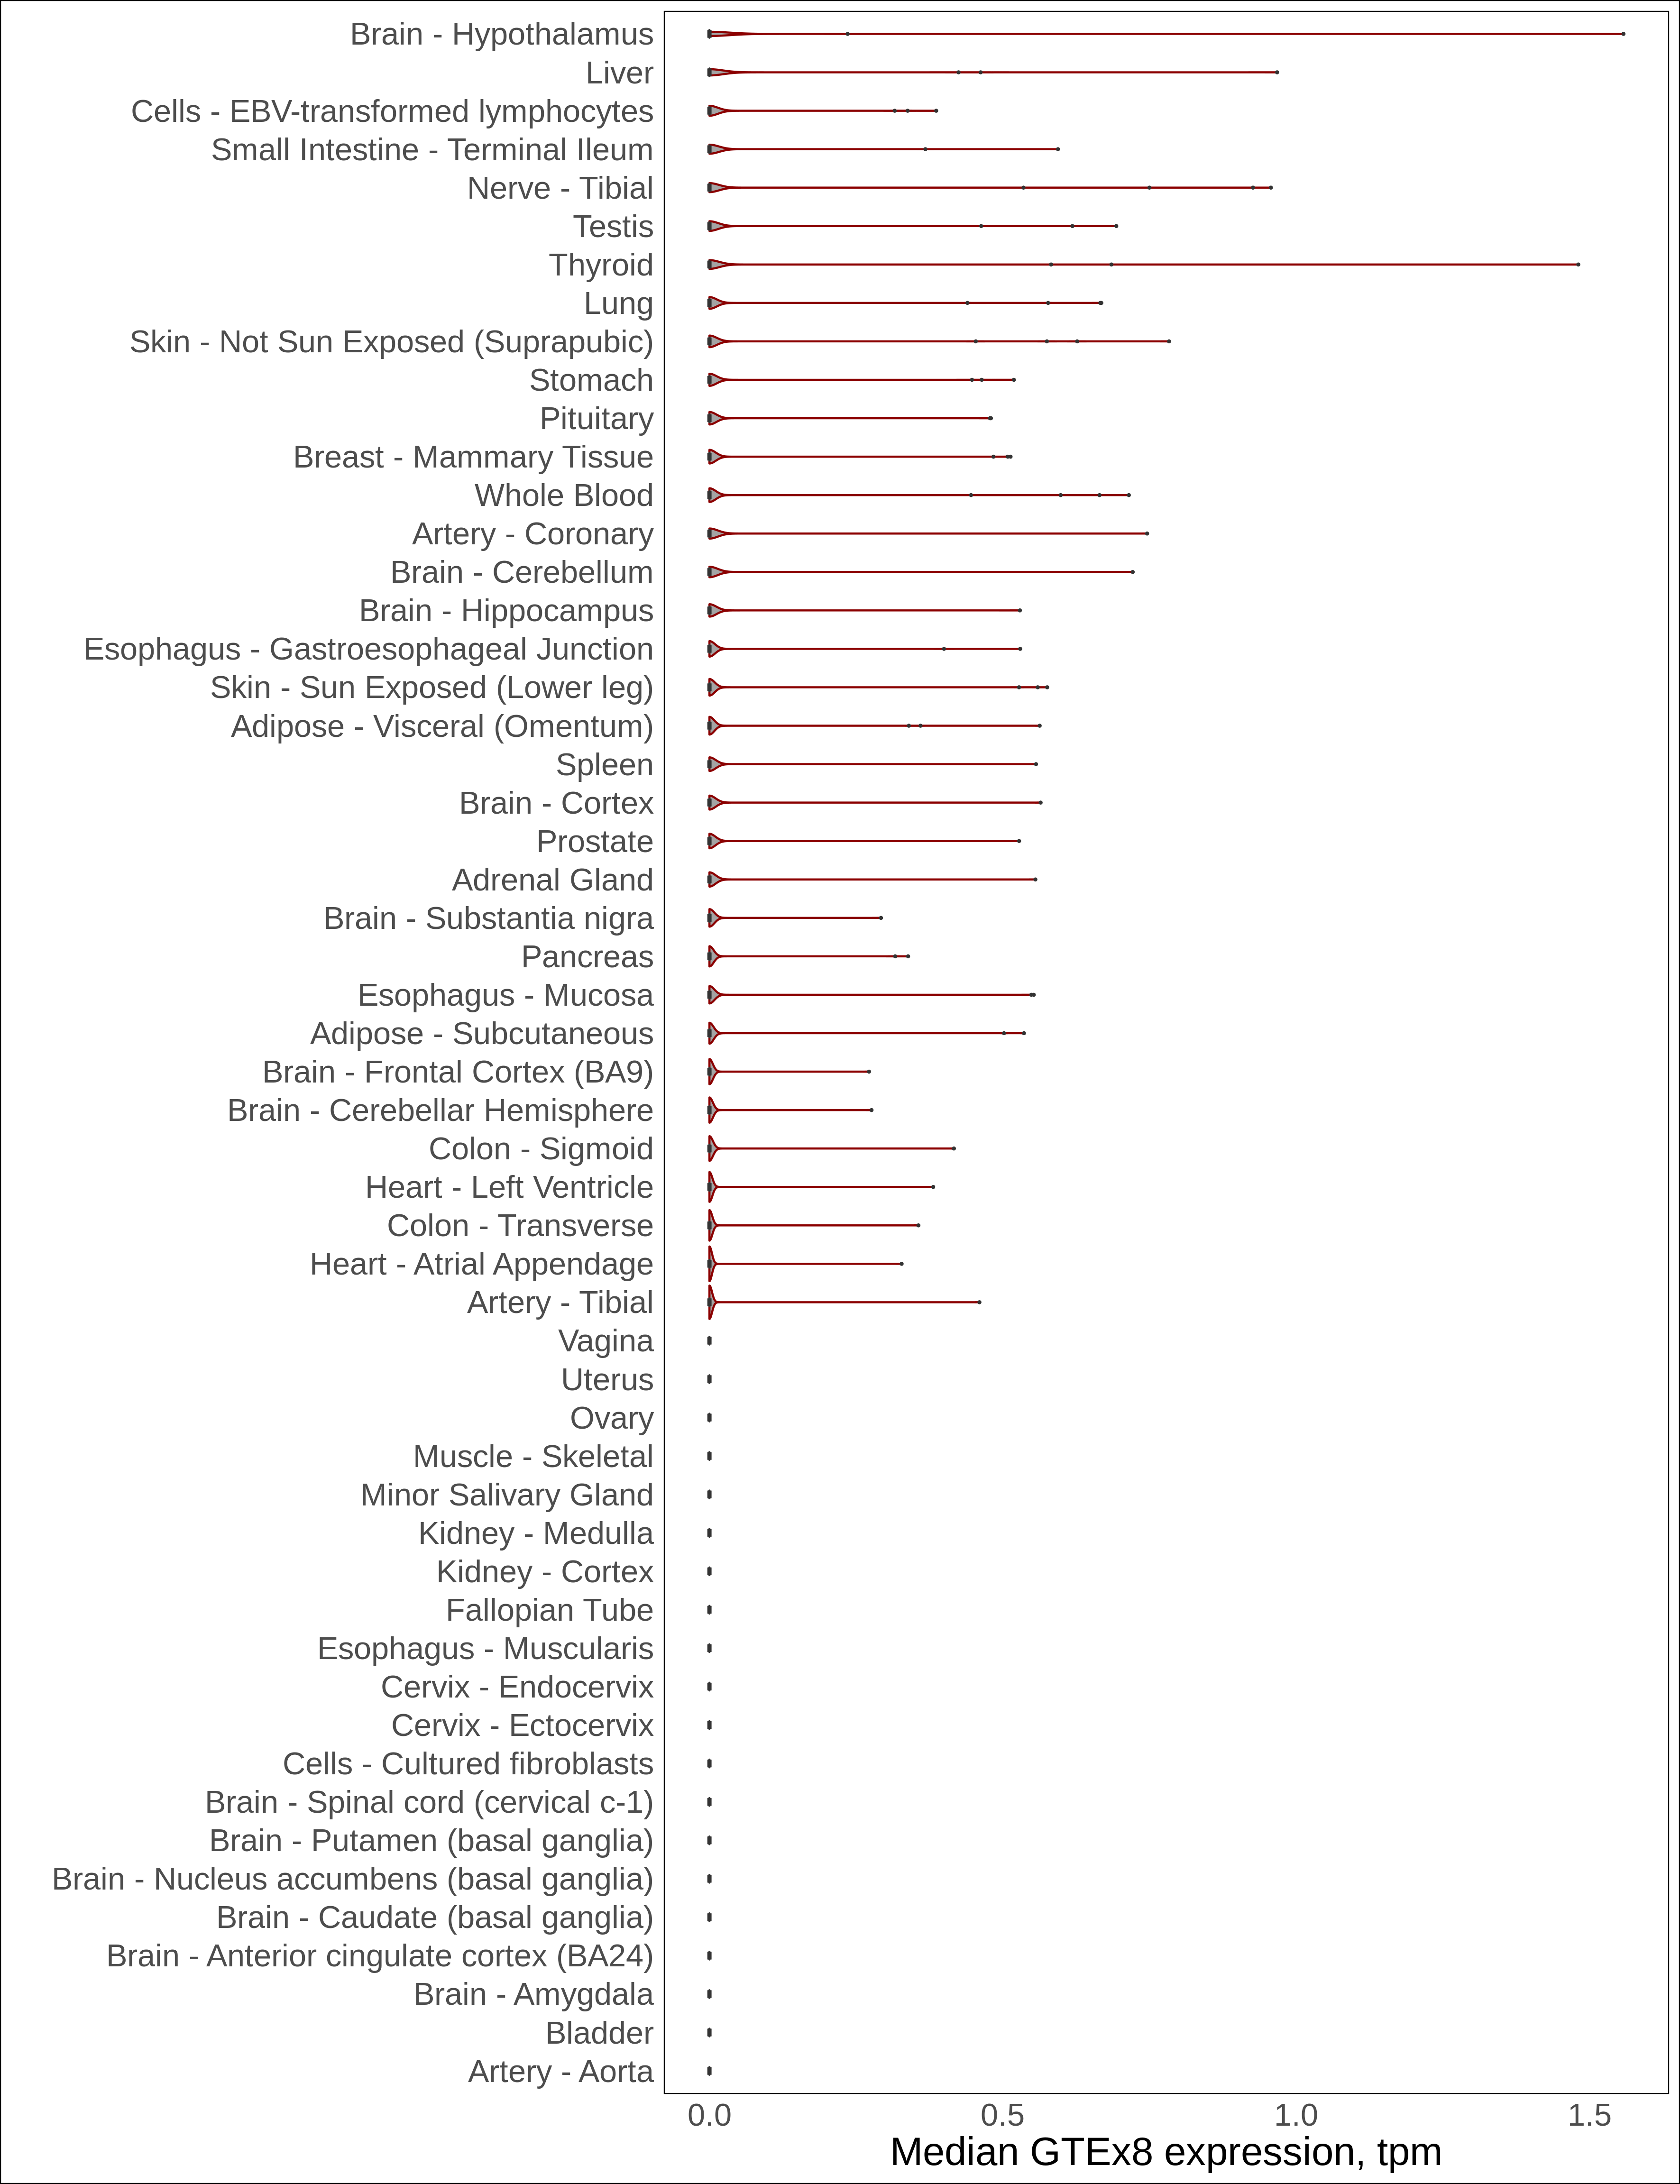 Brain - Hypothalamus
Liver
Cells - EBV-transformed lymphocytes
Small Intestine - Terminal Ileum
Nerve - Tibial
Testis
Thyroid
Lung
Skin - Not Sun Exposed (Suprapubic)
Stomach
Pituitary
Breast - Mammary Tissue
Whole Blood
Artery - Coronary
Brain - Cerebellum
Brain - Hippocampus
Esophagus - Gastroesophageal Junction
Skin - Sun Exposed (Lower leg)
Adipose - Visceral (Omentum)
Spleen
Brain - Cortex
Prostate
Adrenal Gland
Brain - Substantia nigra
Pancreas
Esophagus - Mucosa
Adipose - Subcutaneous
Brain - Frontal Cortex (BA9)
Brain - Cerebellar Hemisphere
Colon - Sigmoid
Heart - Left Ventricle
Colon - Transverse
Heart - Atrial Appendage
Artery - Tibial
Vagina
Uterus
Ovary
Muscle - Skeletal
Minor Salivary Gland
Kidney - Medulla
Kidney - Cortex
Fallopian Tube
Esophagus - Muscularis
Cervix - Endocervix
Cervix - Ectocervix
Cells - Cultured fibroblasts
Brain - Spinal cord (cervical c-1)
Brain - Putamen (basal ganglia)
Brain - Nucleus accumbens (basal ganglia)
Brain - Caudate (basal ganglia)
Brain - Anterior cingulate cortex (BA24)
Brain - Amygdala
Bladder
Artery - Aorta
0.0 0.5 1.0 1.5
Median GTEx8 expression, tpm